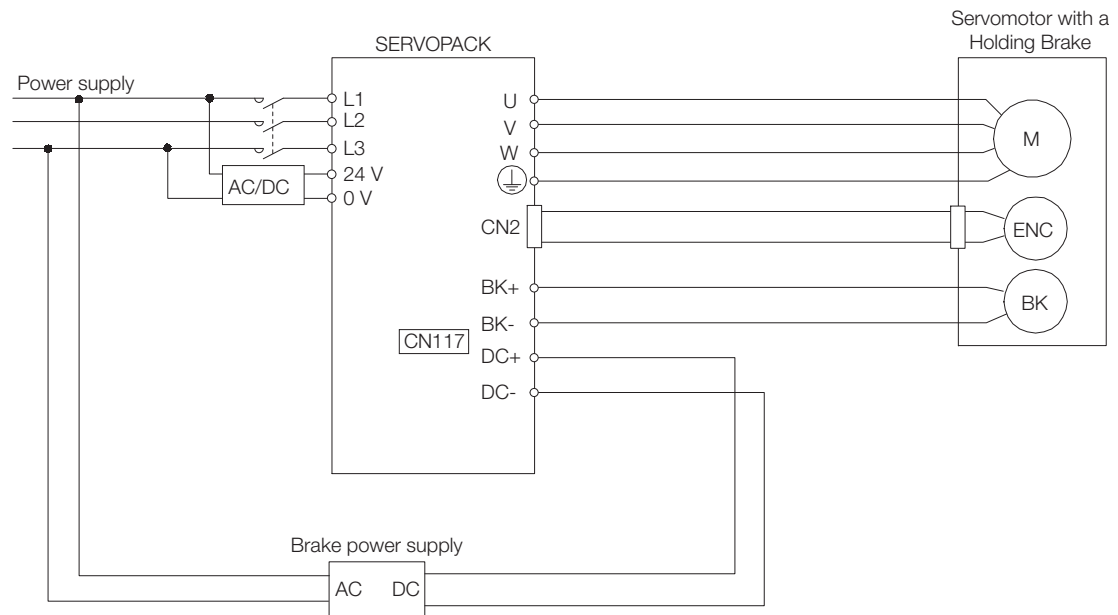 Servomotor with a
Holding Brake
SERVOPACK
Power supply
L1
L2
L3
24 V
0 V
AC/DC
U
V
W
M
CN2
ENC
BK+
BK-
BK
CN117
DC+
DC-
Brake power supply
AC DC